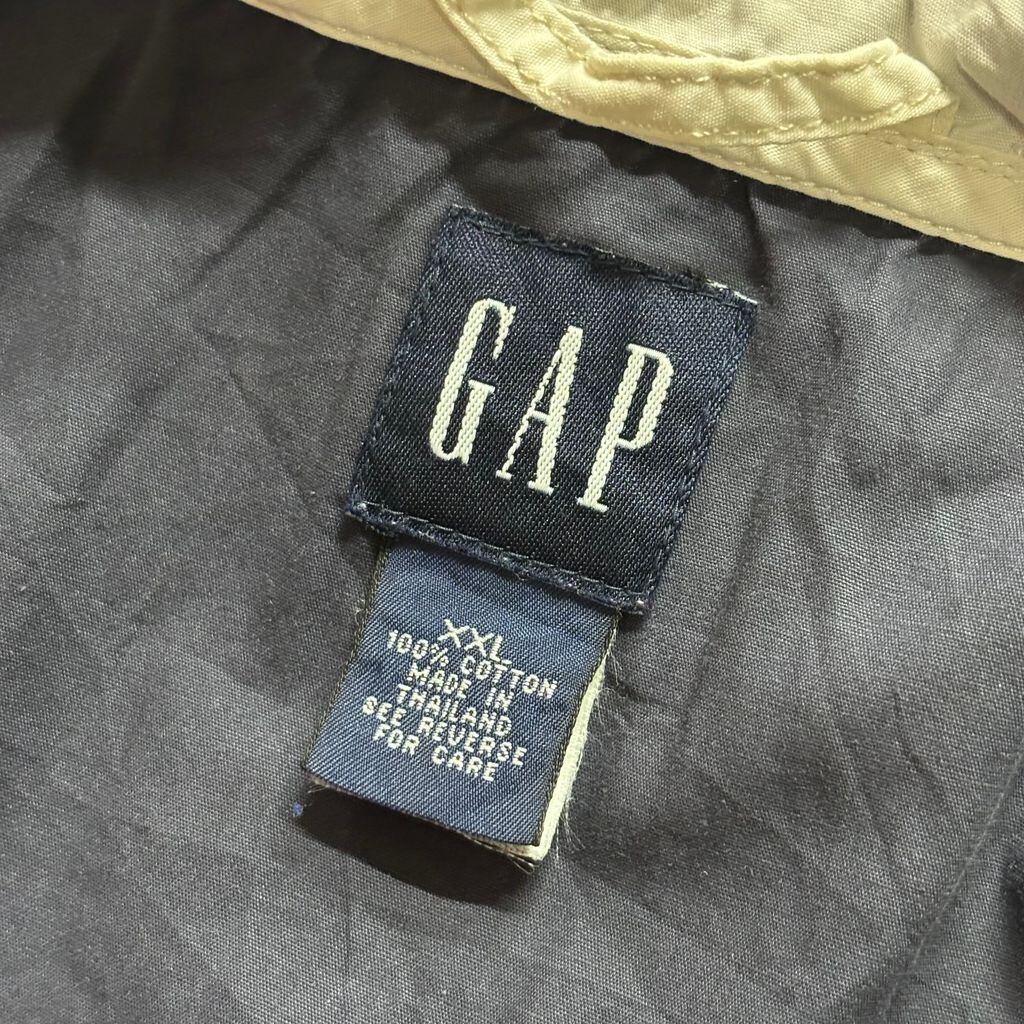 GAP
XXL
100% COTTON
MADE IN
THAILAND
SEE REVERSE
FOR CARE